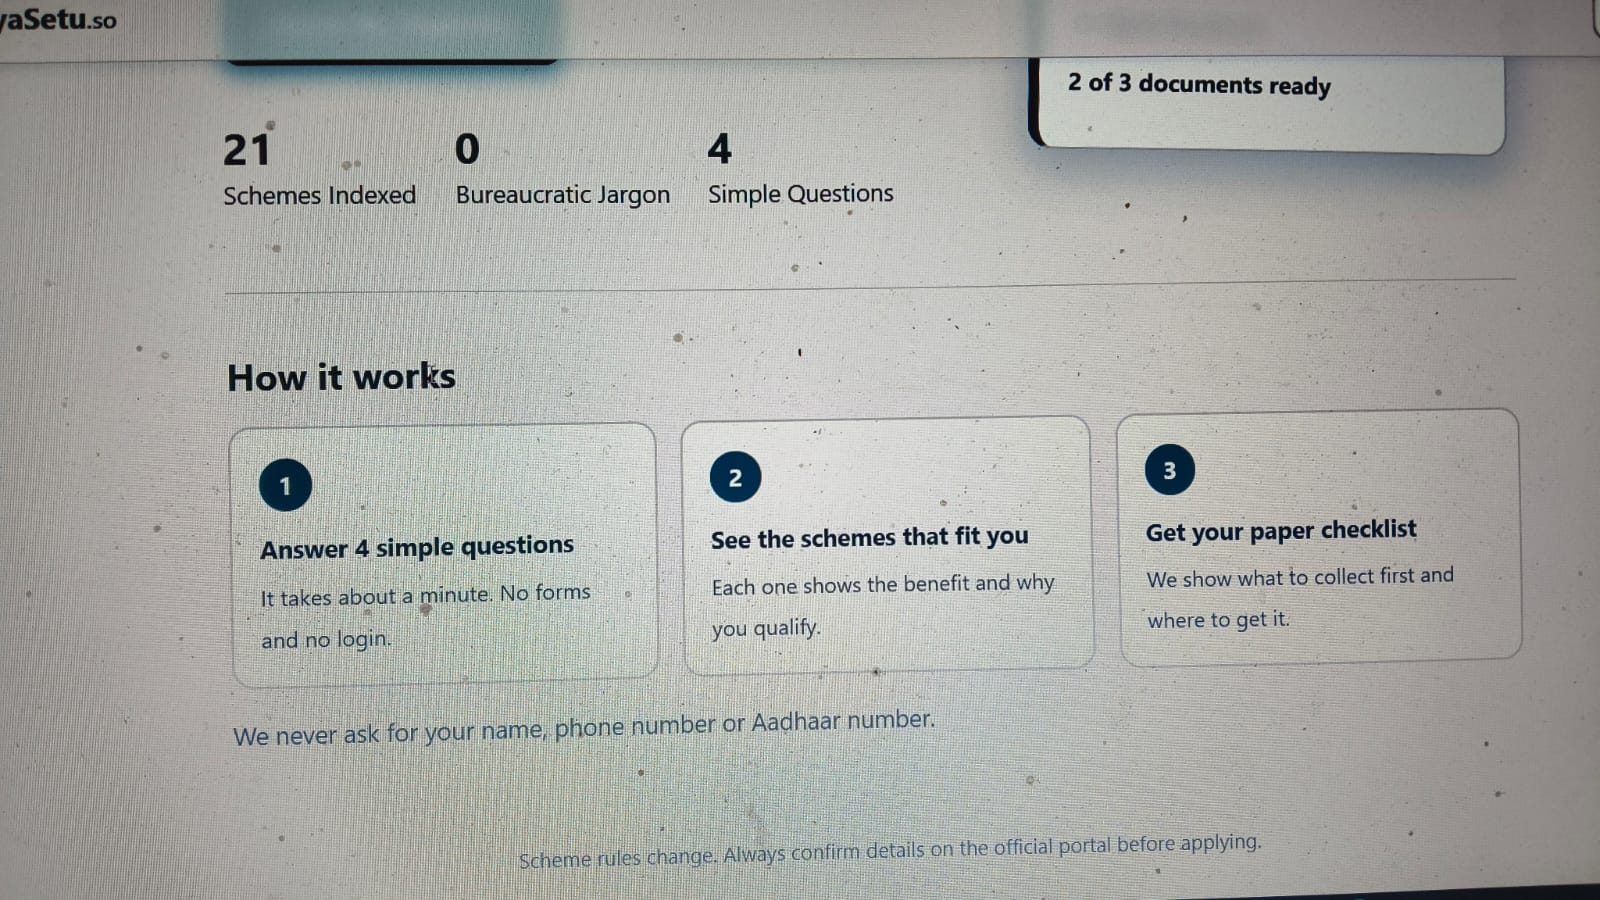 yaSetu.so
2 of 3 documents ready
21
Schemes Indexed
0
Bureaucratic Jargon
4
Simple Questions
How it works
1
Answer 4 simple questions
It takes about a minute. No forms
and no login.
2
See the schemes that fit you
Each one shows the benefit and why
you qualify.
3
Get your paper checklist
We show what to collect first and
where to get it.
We never ask for your name, phone number or Aadhaar number.
Scheme rules change. Always confirm details on the official portal before applying.